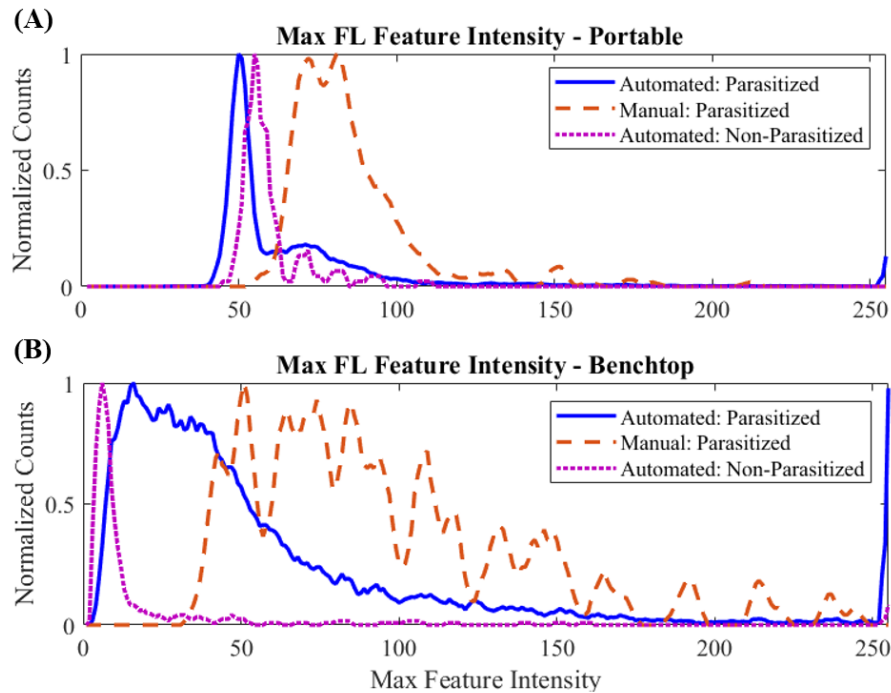 (A)
Max FL Feature Intensity - Portable
Normalized Counts
1
0.5
0
0
50
100
150
200
250
Automated: Parasitized
Manual: Parasitized
Automated: Non-Parasitized
(B)
Max FL Feature Intensity - Benchtop
Normalized Counts
1
0.5
0
0
50
100
150
200
250
Automated: Parasitized
Manual: Parasitized
Automated: Non-Parasitized
Max Feature Intensity